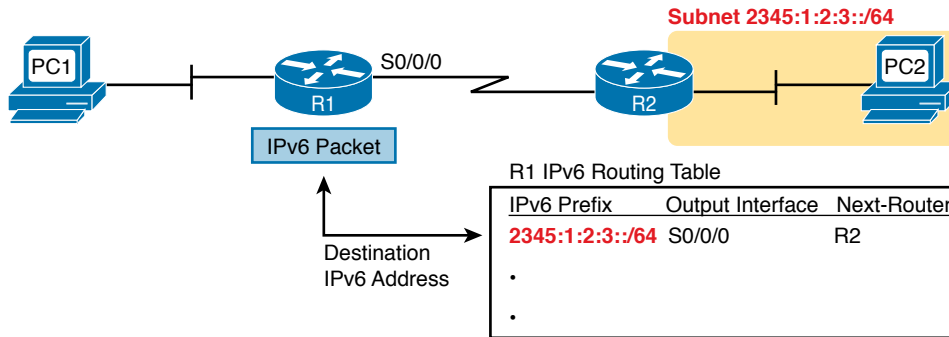 Subnet 2345:1:2:3::/64
PC1
S0/0/0
PC2
R1
R2
IPv6 Packet
R1 IPv6 Routing Table
IPv6 Prefix Output Interface Next-Router
2345:1:2:3::/64 S0/0/0 R2
.
.
Destination
IPv6 Address